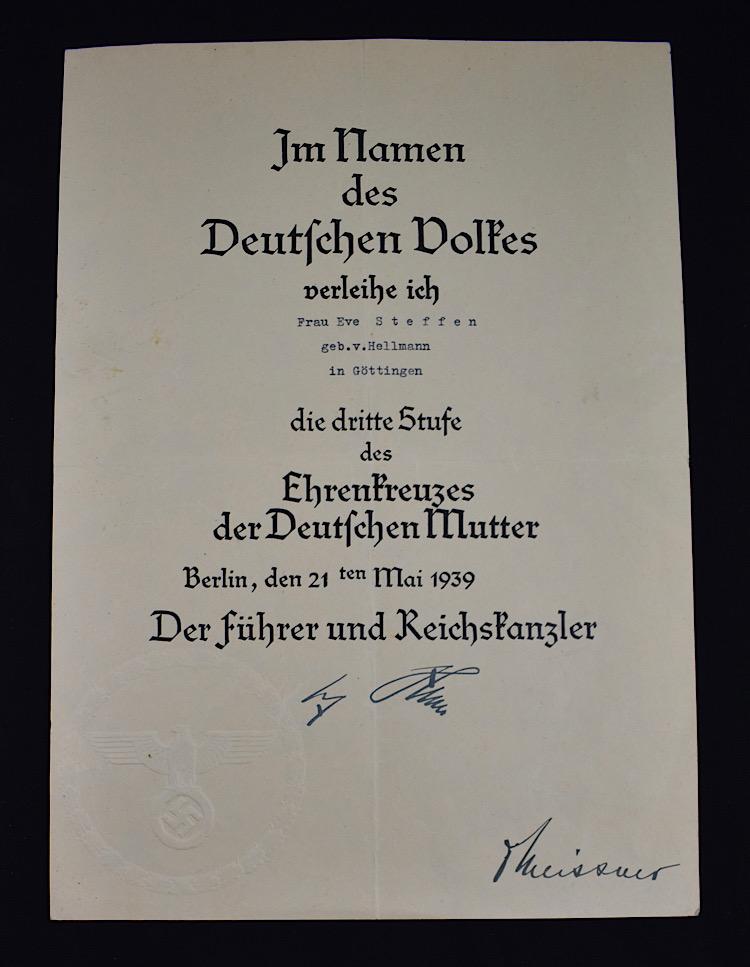 Im Namen
des
Deutschen Volkes
verleihe ich
Frau Eve S t e f f e n
geb.v.Hellmann
in Göttingen
die dritte Stufe
des
Ehrenkreuzes
der Deutschen Mutter
Berlin, den 21 ten Mai 1939
Der Führer und Reichskanzler
Meissner